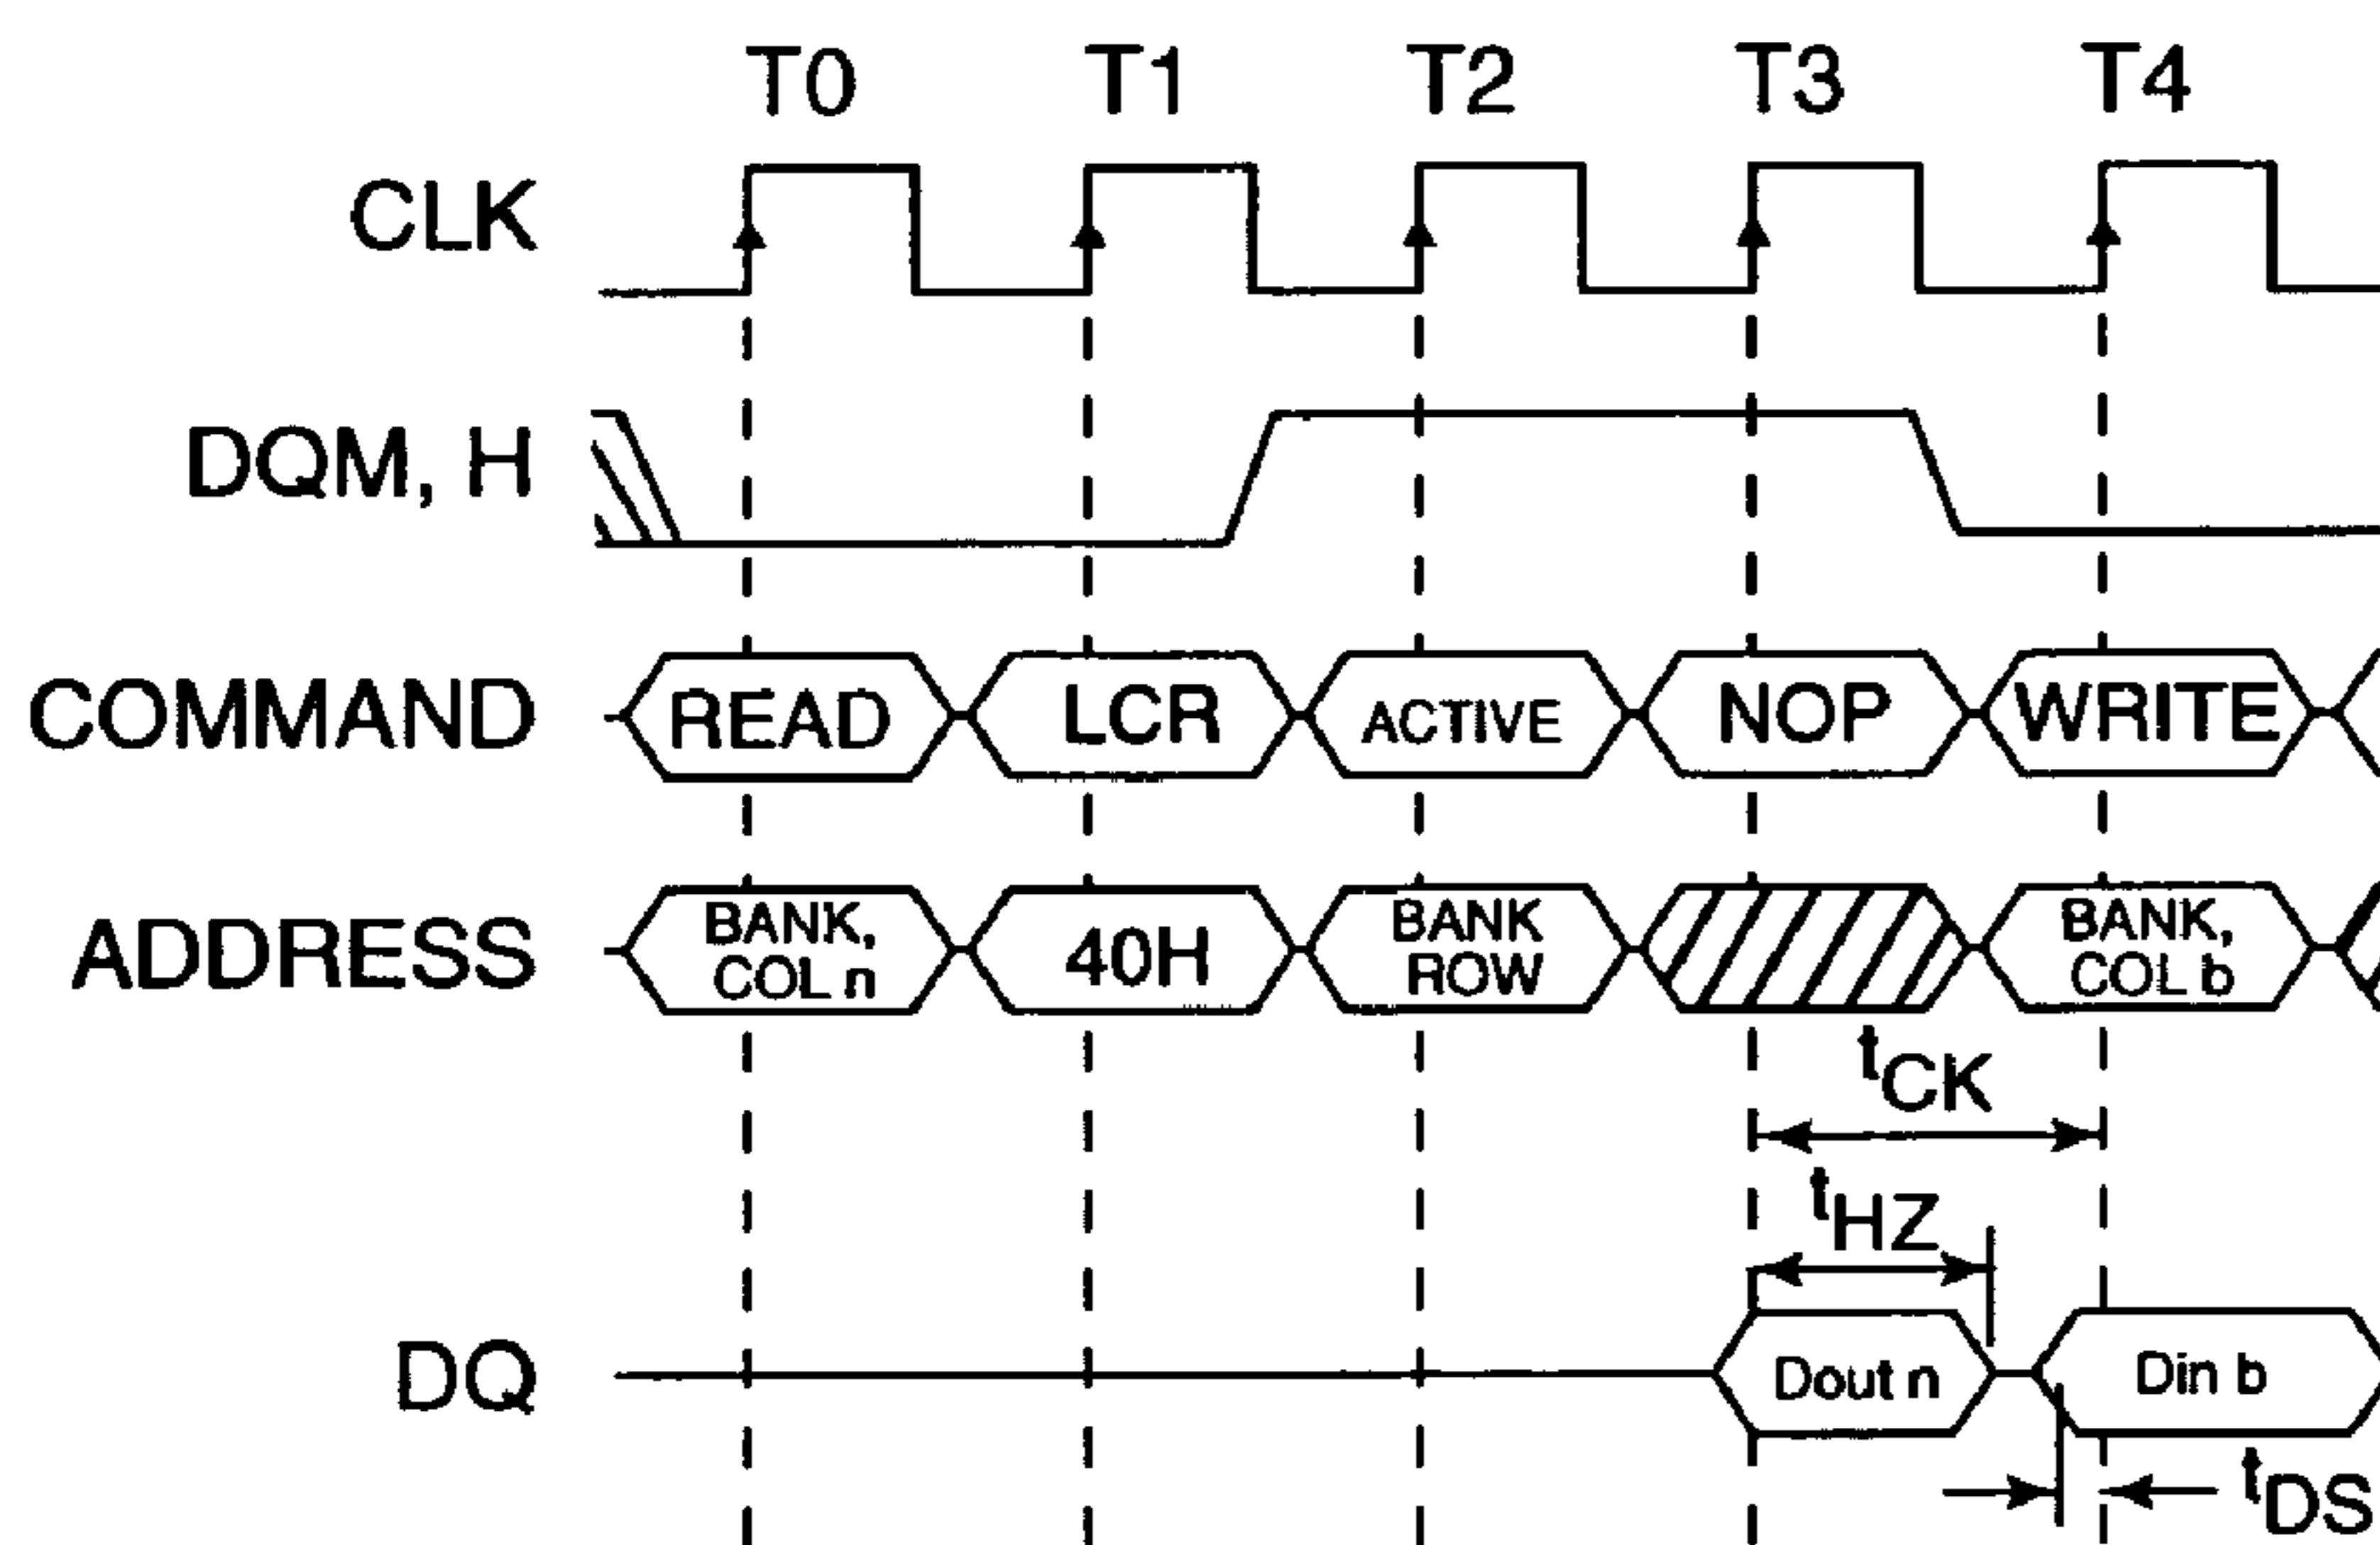 T0 T1 T2 T3 T4
CLK
DQM, H
COMMAND READ LCR ACTIVE NOP WRITE
ADDRESS BANK, COL n 40H BANK ROW BANK, COL b
tCK
tHZ
DQ Dout n Din b
tDS